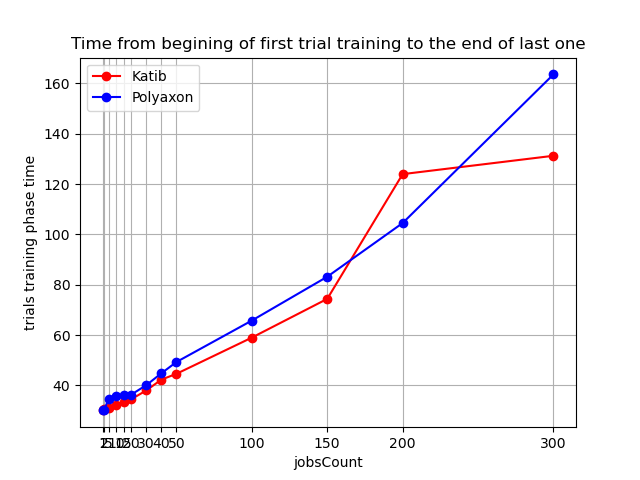 Time from begining of first trial training to the end of last one
Katib
Polyaxon
trials training phase time
160
140
120
100
80
60
40
30 40 50 100 150 200 300
jobsCount